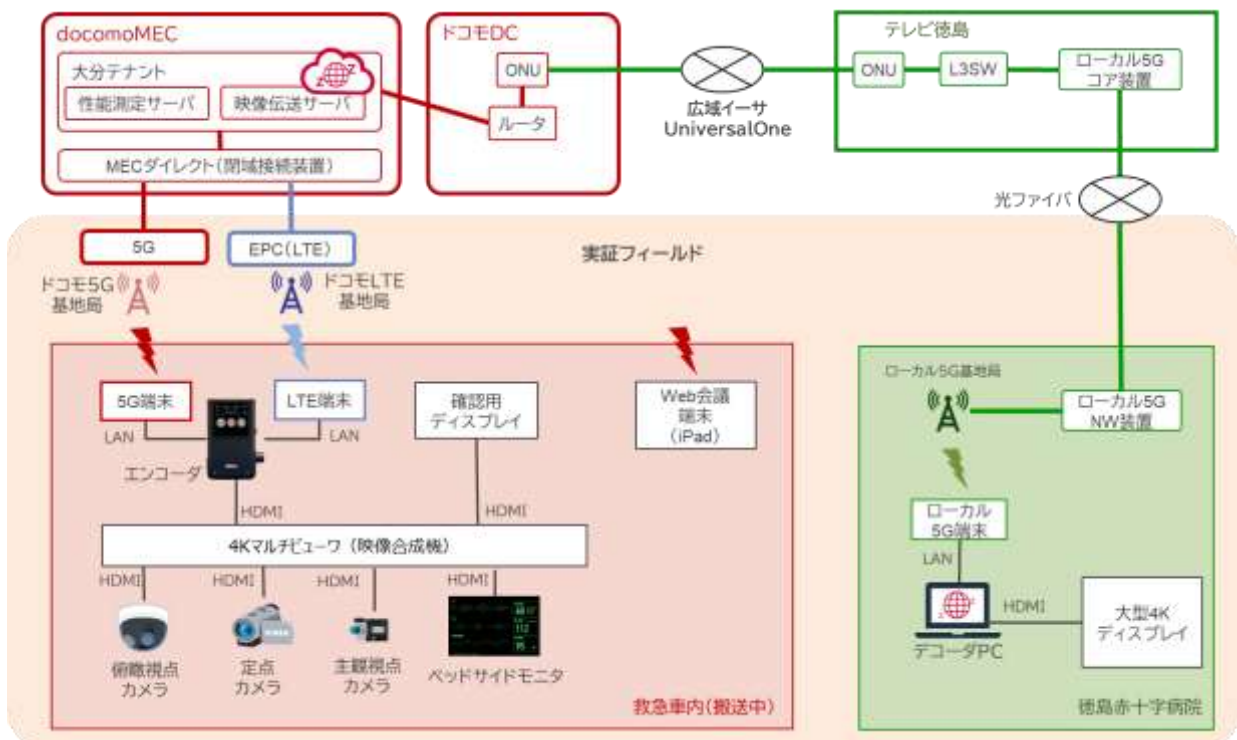 docomoMEC
大分テナント
性能測定サーバ
映像伝送サーバ
MECダイレクト(閉域接続装置)
ドコモDC
ONU
ルータ
広域イーサ
UniversalOne
テレビ徳島
ONU
L3SW
ローカル5G
コア装置
光ファイバ
実証フィールド
5G
EPC(LTE)
ドコモ5G
基地局
ドコモLTE
基地局
5G端末
LTE端末
確認用
ディスプレイ
Web会議
端末
(iPad)
LAN
LAN
エンコーダ
HDMI
HDMI
4Kマルチビューワ(映像合成機)
HDMI
HDMI
HDMI
HDMI
俯瞰視点
カメラ
定点
カメラ
主観視点
カメラ
ベッドサイドモニタ
救急車内(搬送中)
ローカル5G基地局
ローカル5G
NW装置
ローカル
5G端末
LAN
HDMI
デコーダPC
大型4K
ディスプレイ
徳島赤十字病院